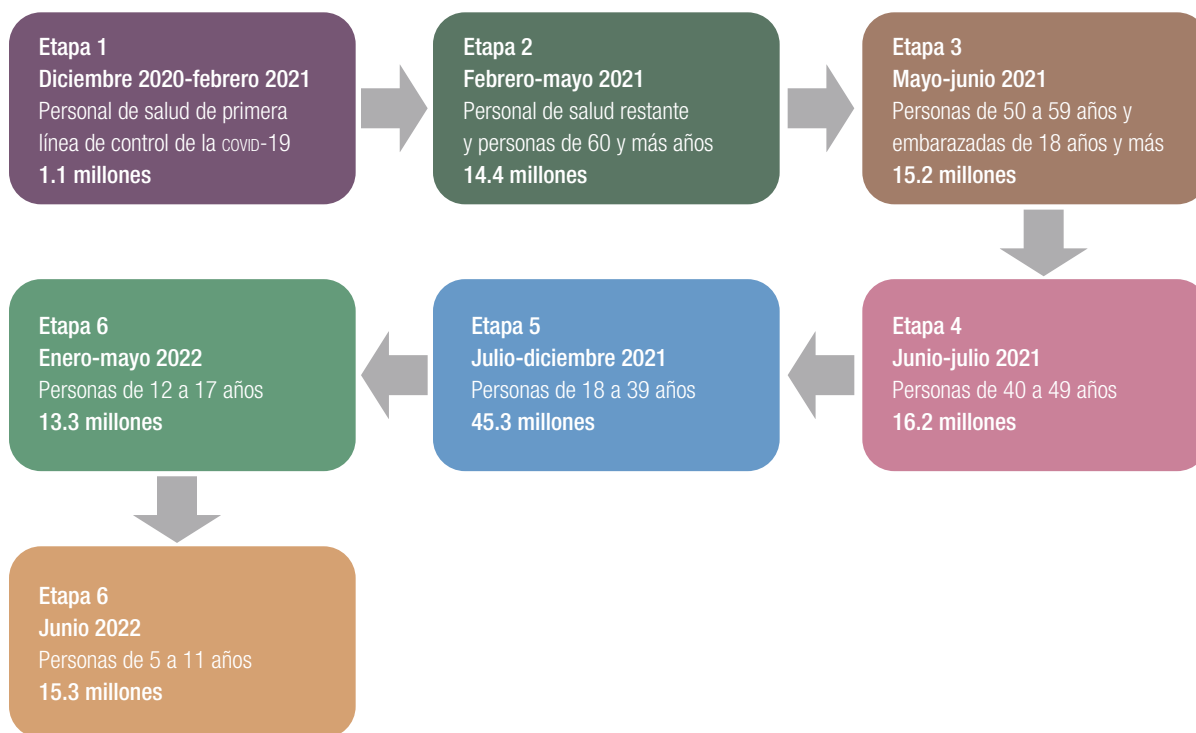 Etapa 1
Diciembre 2020-febrero 2021
Personal de salud de primera
línea de control de la COVID-19
1.1 millones
Etapa 2
Febrero-mayo 2021
Personal de salud restante
y personas de 60 y más años
14.4 millones
Etapa 3
Mayo-junio 2021
Personas de 50 a 59 años y
embarazadas de 18 años y más
15.2 millones
Etapa 4
Junio-julio 2021
Personas de 40 a 49 años
16.2 millones
Etapa 5
Julio-diciembre 2021
Personas de 18 a 39 años
45.3 millones
Etapa 6
Enero-mayo 2022
Personas de 12 a 17 años
13.3 millones
Etapa 6
Junio 2022
Personas de 5 a 11 años
15.3 millones